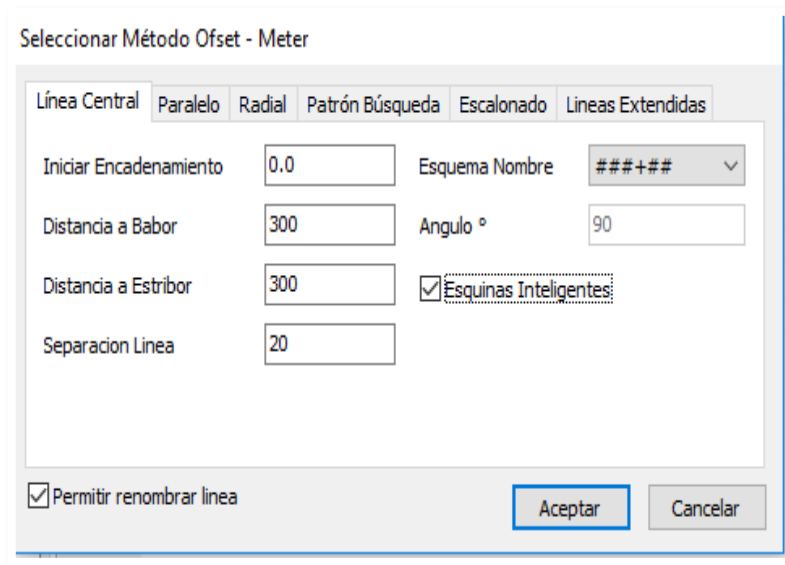 Seleccionar Método Ofset - Meter
Línea Central Paralelo Radial Patrón Búsqueda Escalonado Lineas Extendidas
Iniciar Encadenamiento 0.0 Esquema Nombre ###+##
Distancia a Babor 300 Angulo º 90
Distancia a Estribor 300 Esquinas Inteligentes
Separacion Linea 20
Permitir renombrar linea
Aceptar Cancelar